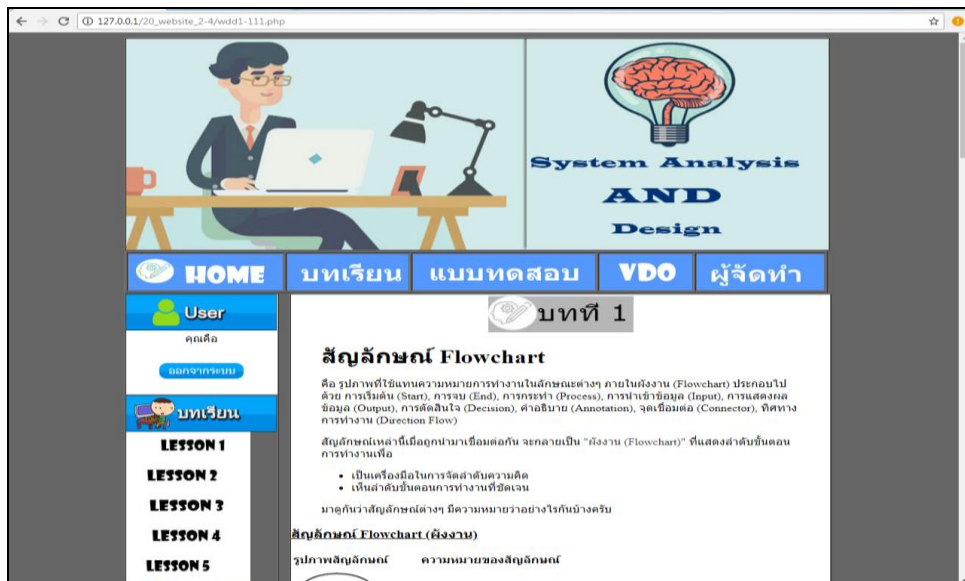 127.0.0.1/20_website_2-4/wdd1-111.php
System Analysis
AND
Design
HOME
บทเรียน
แบบทดสอบ
VDO
ผู้จัดทำ
User
คุณคือ
ออกจากระบบ
บทเรียน
LESSON 1
LESSON 2
LESSON 3
LESSON 4
LESSON 5
บทที่ 1
สัญลักษณ์ Flowchart
คือ รูปภาพที่ใช้แทนความหมายการทำงานในลักษณะต่างๆ ภายในผังงาน (Flowchart) ประกอบไป
ด้วย การเริ่มต้น (Start), การจบ (End), การกระทำ (Process), การนำเข้าข้อมูล (Input), การแสดงผล
ข้อมูล (Output), การตัดสินใจ (Decision), คำอธิบาย (Annotation), จุดเชื่อมต่อ (Connector), ทิศทาง
การทำงาน (Direction Flow)
สัญลักษณ์เหล่านี้เมื่อถูกนำมาเชื่อมต่อกัน จะกลายเป็น "ผังงาน (Flowchart)" ที่แสดงลำดับขั้นตอน
การทำงานเพื่อ
เป็นเครื่องมือในการจัดลำดับความคิด
เห็นลำดับขั้นตอนการทำงานที่ชัดเจน
มาดูกันว่าสัญลักษณ์ต่างๆ มีความหมายว่าอย่างไรกันบ้างครับ
สัญลักษณ์ Flowchart (ผังงาน)
รูปภาพสัญลักษณ์ ความหมายของสัญลักษณ์